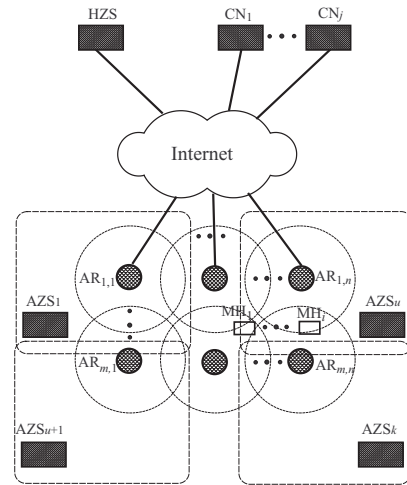 HZS CN1 ••• CNj
Internet
•••
AR1,1 ••• AR1,n
AZS1 MH1 ••• MHi AZSu
ARm,1 ••• ARm,n
AZSu+1 AZSk